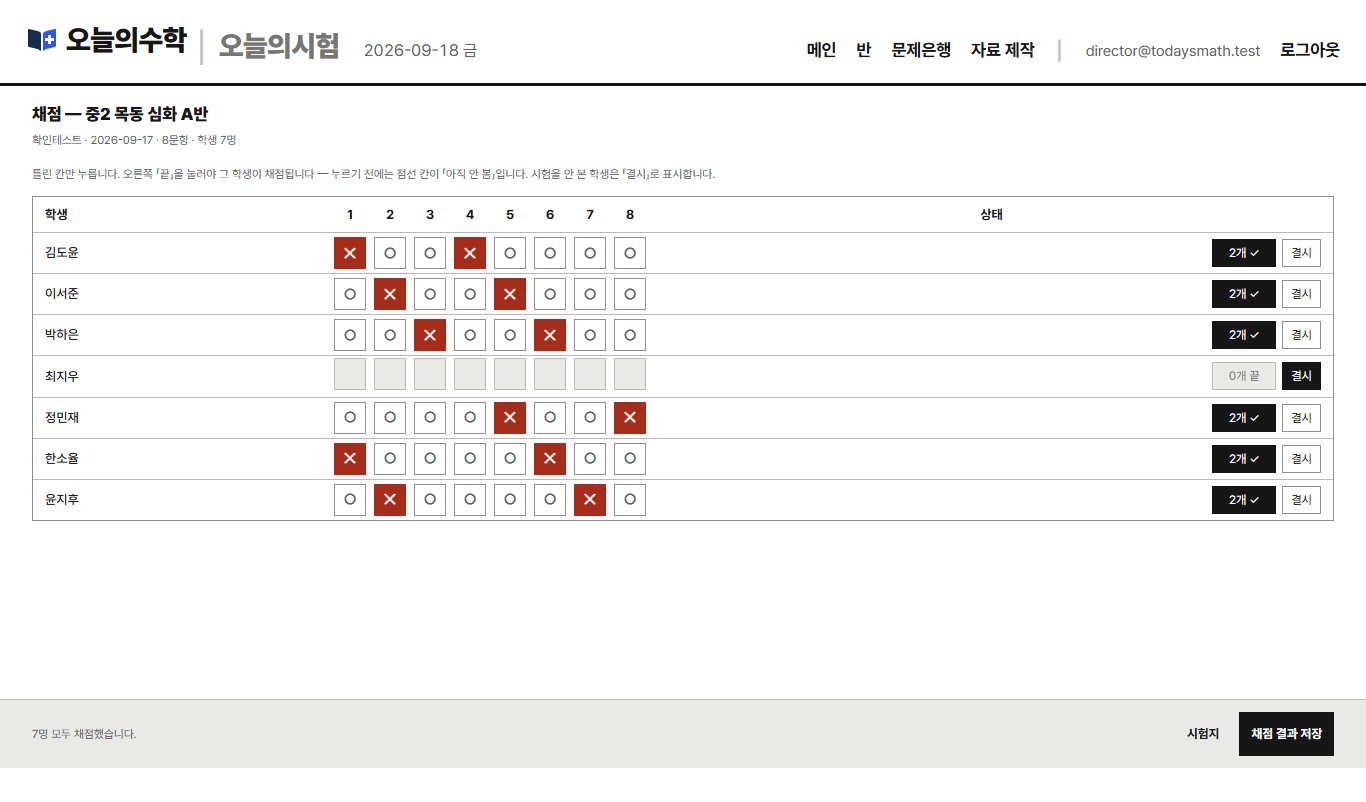 오늘의수학 오늘의시험 2026-09-18 금 메인 반 문제은행 자료 제작 director@todaysmath.test 로그아웃
채점 — 중2 목동 심화 A반
확인테스트 · 2026-09-17 · 8문항 · 학생 7명
틀린 칸만 누릅니다. 오른쪽 「끝」을 눌러야 그 학생이 채점됩니다 — 누르기 전에는 점선 칸이 「아직 안 봄」입니다. 시험을 안 본 학생은 「결시」로 표시합니다.
학생 1 2 3 4 5 6 7 8 상태
김도윤 ✕ ○ ○ ✕ ○ ○ ○ ○ 2개 ✓ 결시
이서준 ○ ✕ ○ ○ ✕ ○ ○ ○ 2개 ✓ 결시
박하은 ○ ○ ✕ ○ ○ ✕ ○ ○ 2개 ✓ 결시
최지우 0개 끝 결시
정민재 ○ ○ ○ ○ ✕ ○ ○ ✕ 2개 ✓ 결시
한소율 ✕ ○ ○ ○ ○ ✕ ○ ○ 2개 ✓ 결시
윤지후 ○ ✕ ○ ○ ○ ○ ✕ ○ 2개 ✓ 결시
7명 모두 채점했습니다. 시험지 채점 결과 저장